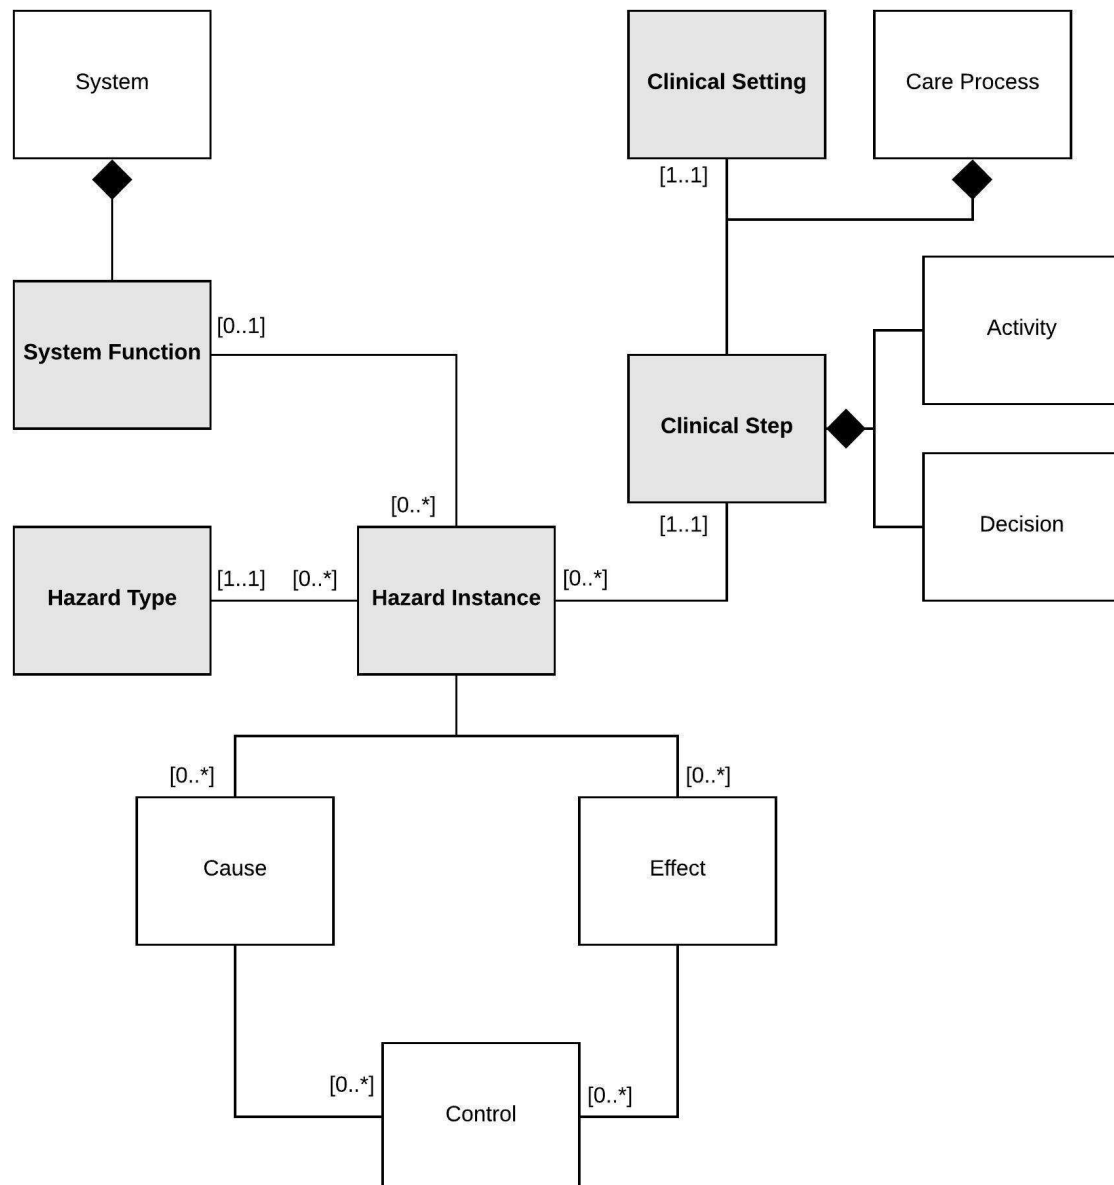 System
Clinical Setting
Care Process
[1..1]
Activity
[0..1]
System Function
Clinical Step
[0..*]
[1..1]
Decision
Hazard Type
[1..1]
[0..*]
Hazard Instance
[0..*]
[0..*]
[0..*]
Cause
Effect
[0..*]
[0..*]
Control